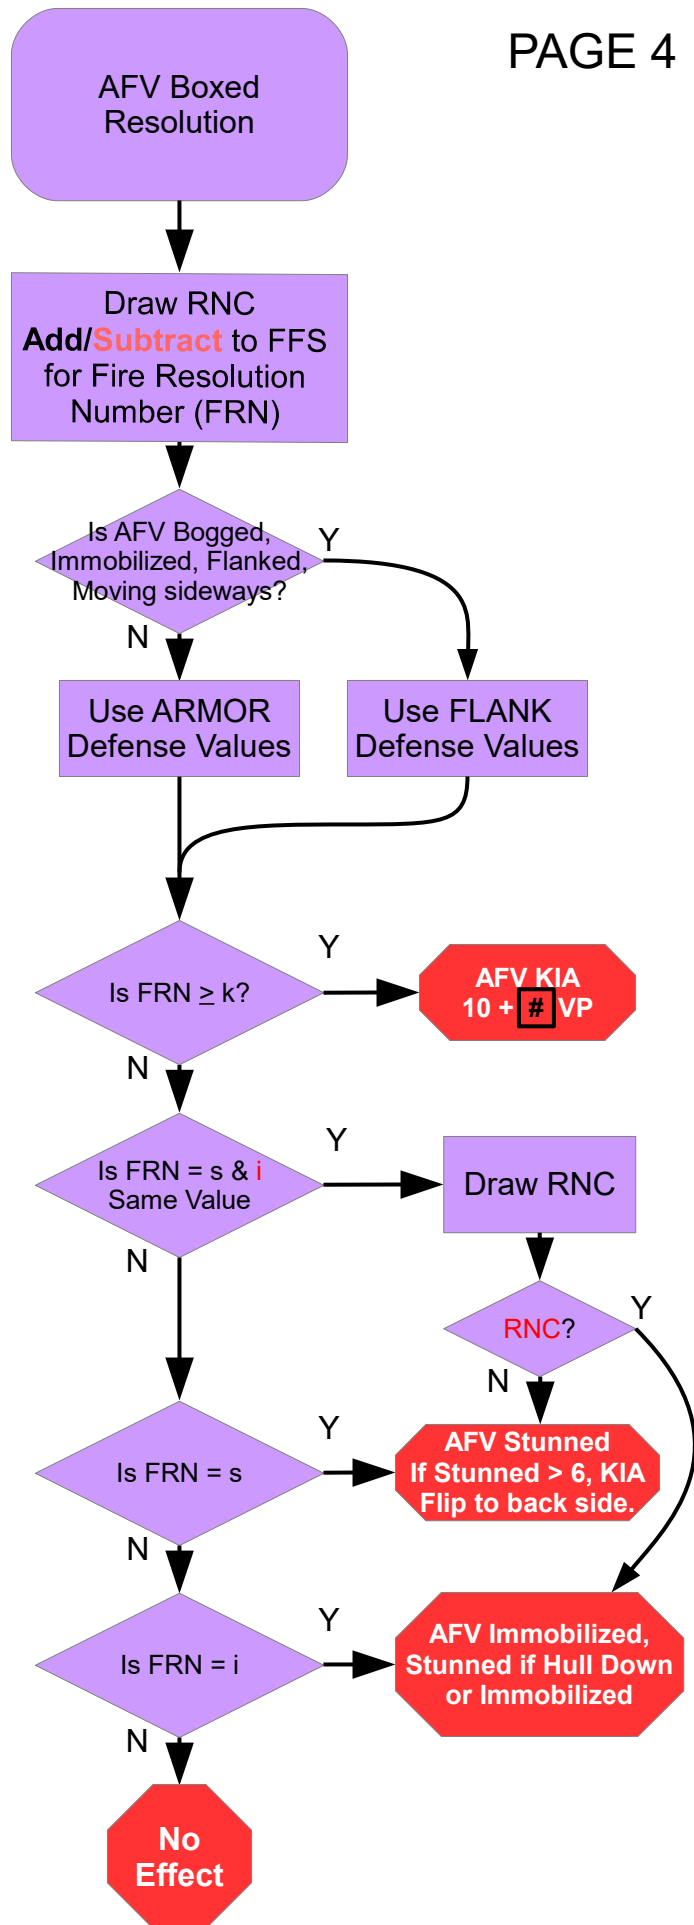 PAGE 4
AFV Boxed
Resolution
Draw RNC
Add/Subtract to FFS
for Fire Resolution
Number (FRN)
Is AFV Bogged,
Immobilized, Flanked,
Moving sideways?
Y
N
Use ARMOR
Defense Values
Use FLANK
Defense Values
Is FRN ≥ k?
Y
AFV KIA
10 + # VP
N
Is FRN = s & i
Same Value
Y
Draw RNC
N
RNC?
Y
N
Is FRN = s
Y
AFV Stunned
If Stunned > 6, KIA
Flip to back side.
N
Is FRN = i
Y
AFV Immobilized,
Stunned if Hull Down
or Immobilized
N
No
Effect